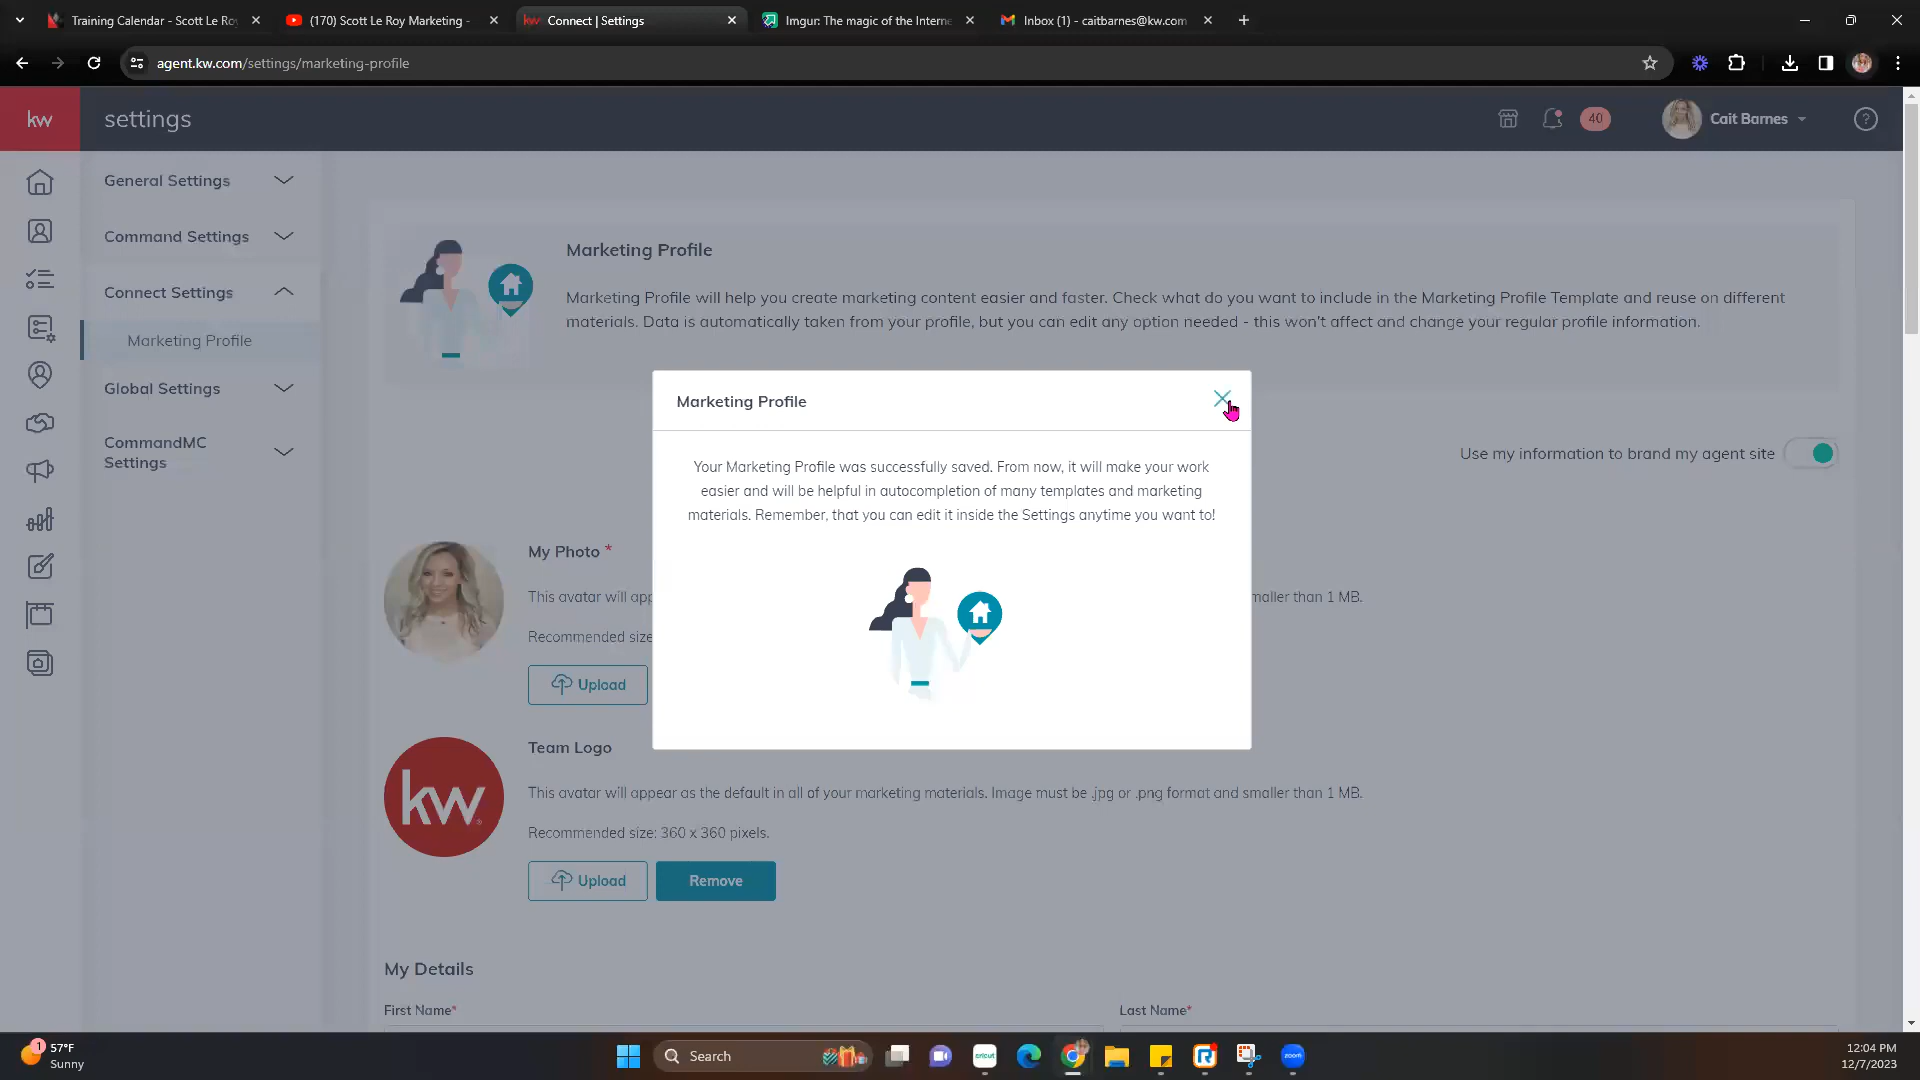 Training Calendar - Scott Le Ro
(170) Scott Le Roy Marketing -
Connect | Settings
Imgur: The magic of the Interne
Inbox (1) - caitbarnes@kw.com
agent.kw.com/settings/marketing-profile
kw
settings
40
Cait Barnes
General Settings
Command Settings
Connect Settings
Marketing Profile
Global Settings
CommandMC
Settings
Marketing Profile
Marketing Profile will help you create marketing content easier and faster. Check what do you want to include in the Marketing Profile Template and reuse on different
materials. Data is automatically taken from your profile, but you can edit any option needed - this won't affect and change your regular profile information.
Marketing Profile
Use my information to brand my agent site
Your Marketing Profile was successfully saved. From now, it will make your work
easier and will be helpful in autocompletion of many templates and marketing
materials. Remember, that you can edit it inside the Settings anytime you want to!
My Photo *
This avatar will app
maller than 1 MB.
Recommended size
Upload
Team Logo
kw
This avatar will appear as the default in all of your marketing materials. Image must be .jpg or .png format and smaller than 1 MB.
Recommended size: 360 x 360 pixels.
Upload
Remove
My Details
First Name*
Last Name*
1
57°F
Sunny
Search
cricut
zoom
12:04 PM
12/7/2023